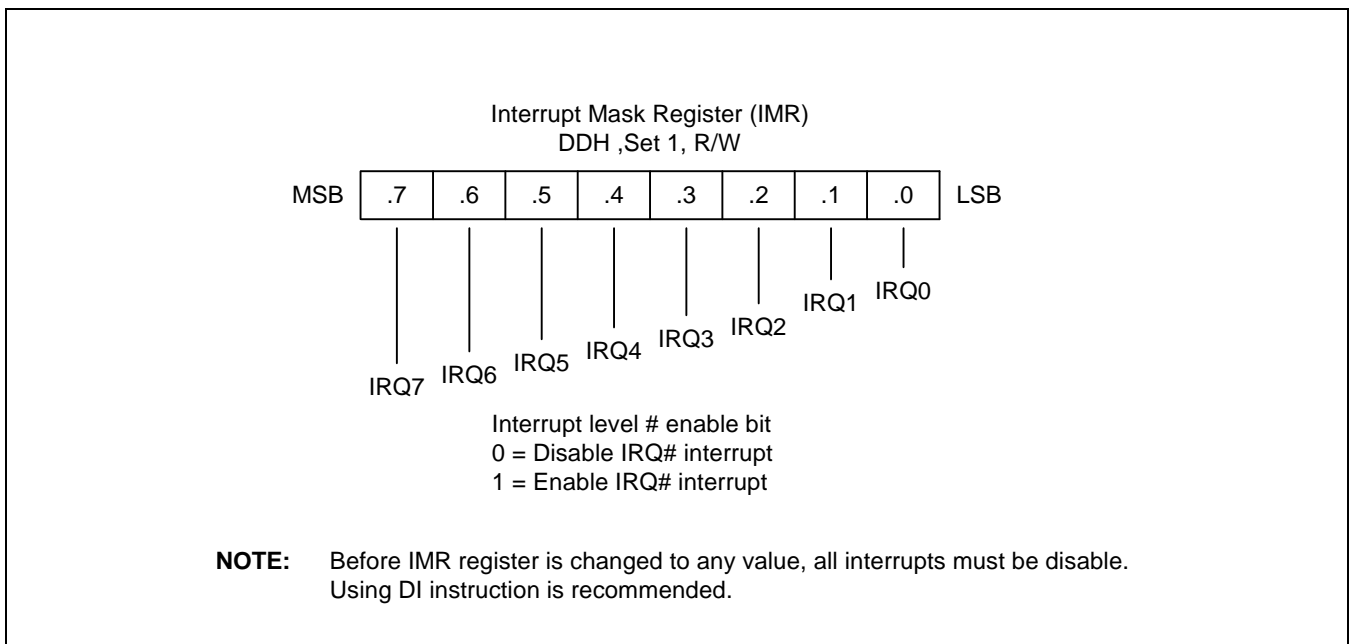 Interrupt Mask Register (IMR)
DDH ,Set 1, R/W
MSB .7 .6 .5 .4 .3 .2 .1 .0 LSB
IRQ7 IRQ6 IRQ5 IRQ4 IRQ3 IRQ2 IRQ1 IRQ0
Interrupt level # enable bit
0 = Disable IRQ# interrupt
1 = Enable IRQ# interrupt
NOTE: Before IMR register is changed to any value, all interrupts must be disable.
Using DI instruction is recommended.